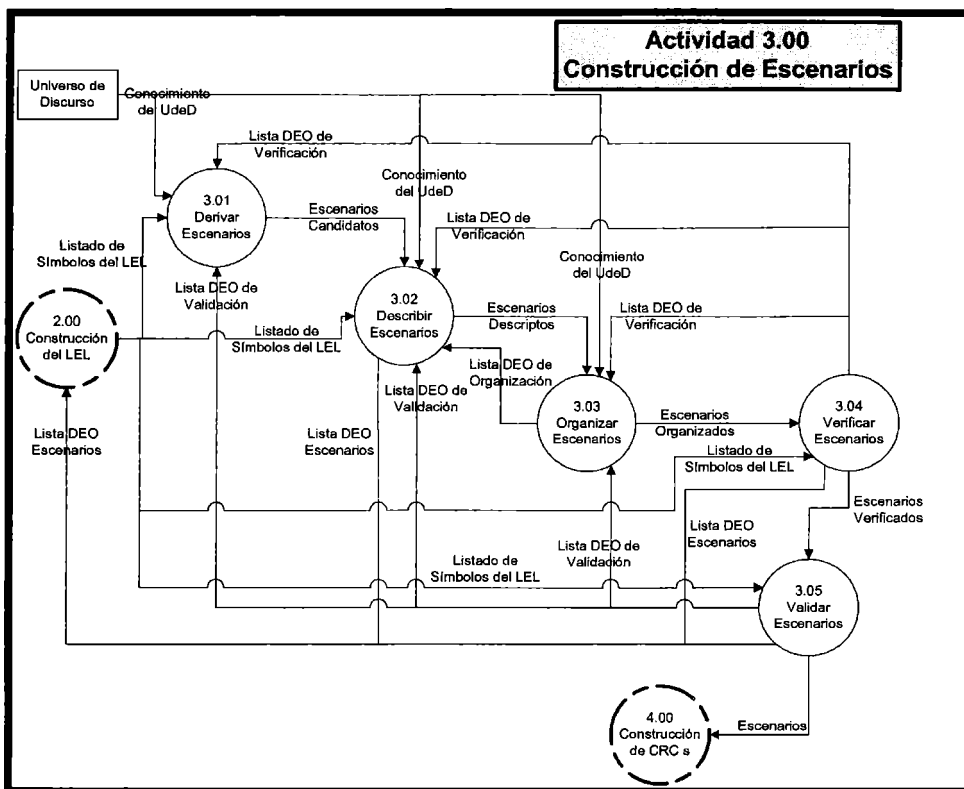 Actividad 3.00
Construcción de Escenarios
Universo de
Discurso
Conocimiento
del UdeD
Lista DEO de
Verificación
3.01
Derivar
Escenarios
Escenarios
Candidatos
Conocimiento
del UdeD
Lista DEO de
Verificación
Listado de
Símbolos del LEL
Lista DEO de
Validación
Conocimiento
del UdeD
2.00
Construcción
del LEL
Listado de
Símbolos del LEL
3.02
Describir
Escenarios
Escenarios
Descriptos
Lista DEO de
Verificación
Lista DEO de
Organización
Lista DEO de
Validación
3.03
Organizar
Escenarios
Escenarios
Organizados
3.04
Verificar
Escenarios
Lista DEO
Escenarios
Lista DEO
Escenarios
Listado de
Símbolos del LEL
Escenarios
Verificados
Lista DEO
Escenarios
Lista DEO de
Validación
Listado de
Símbolos del LEL
3.05
Validar
Escenarios
4.00
Construcción
de CRC s
Escenarios